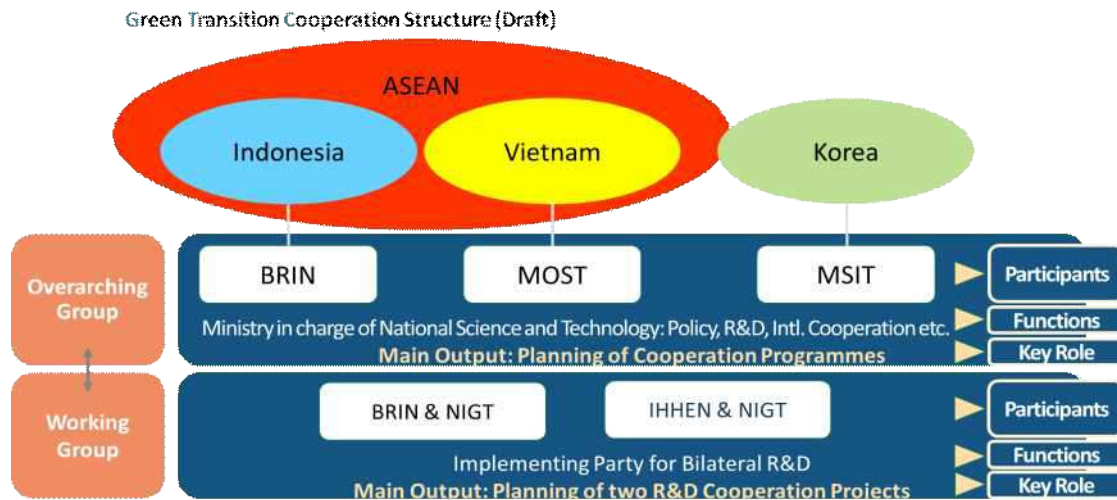 Green Transition Cooperation Structure (Draft)
ASEAN
Indonesia
Vietnam
Korea
Overarching
Group
BRIN
MOST
MSIT
Participants
Ministry in charge of National Science and Technology: Policy, R&D, Intl. Cooperation etc.
Functions
Main Output: Planning of Cooperation Programmes
Key Role
Working
Group
BRIN & NIGT
IHHEN & NIGT
Participants
Implementing Party for Bilateral R&D
Functions
Main Output: Planning of two R&D Cooperation Projects
Key Role